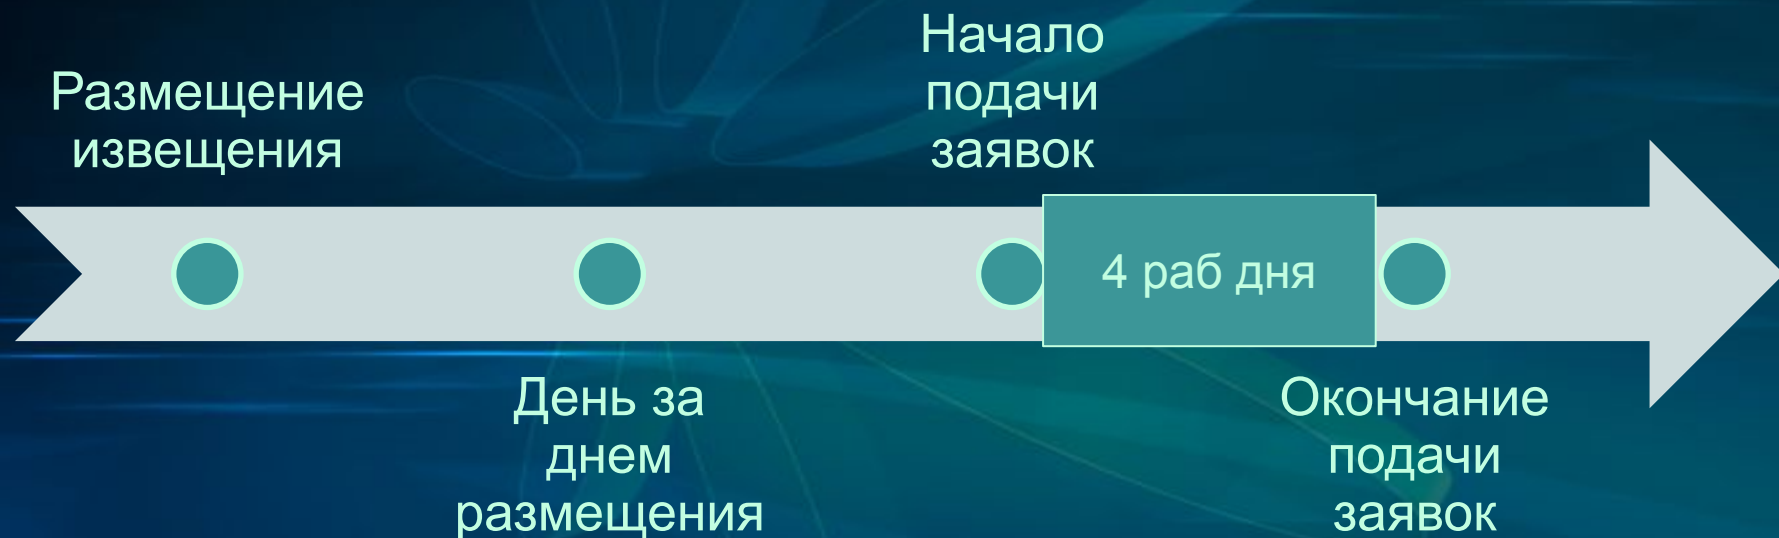 Размещение
извещения
День за
днем
размещения
Начало
подачи
заявок
4 раб дня
Окончание
подачи
заявок